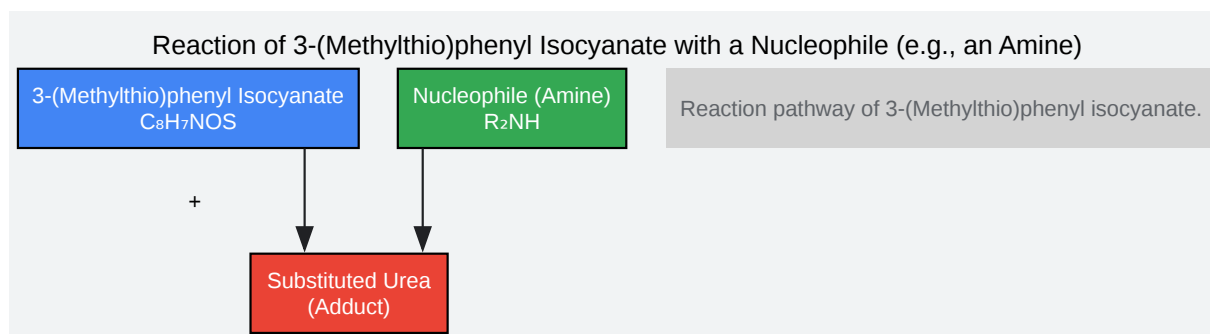 Reaction of 3-(Methylthio)phenyl Isocyanate with a Nucleophile (e.g., an Amine)
3-(Methylthio)phenyl Isocyanate
C₈H₇NOS
Nucleophile (Amine)
R₂NH
Reaction pathway of 3-(Methylthio)phenyl isocyanate.
+
Substituted Urea
(Adduct)